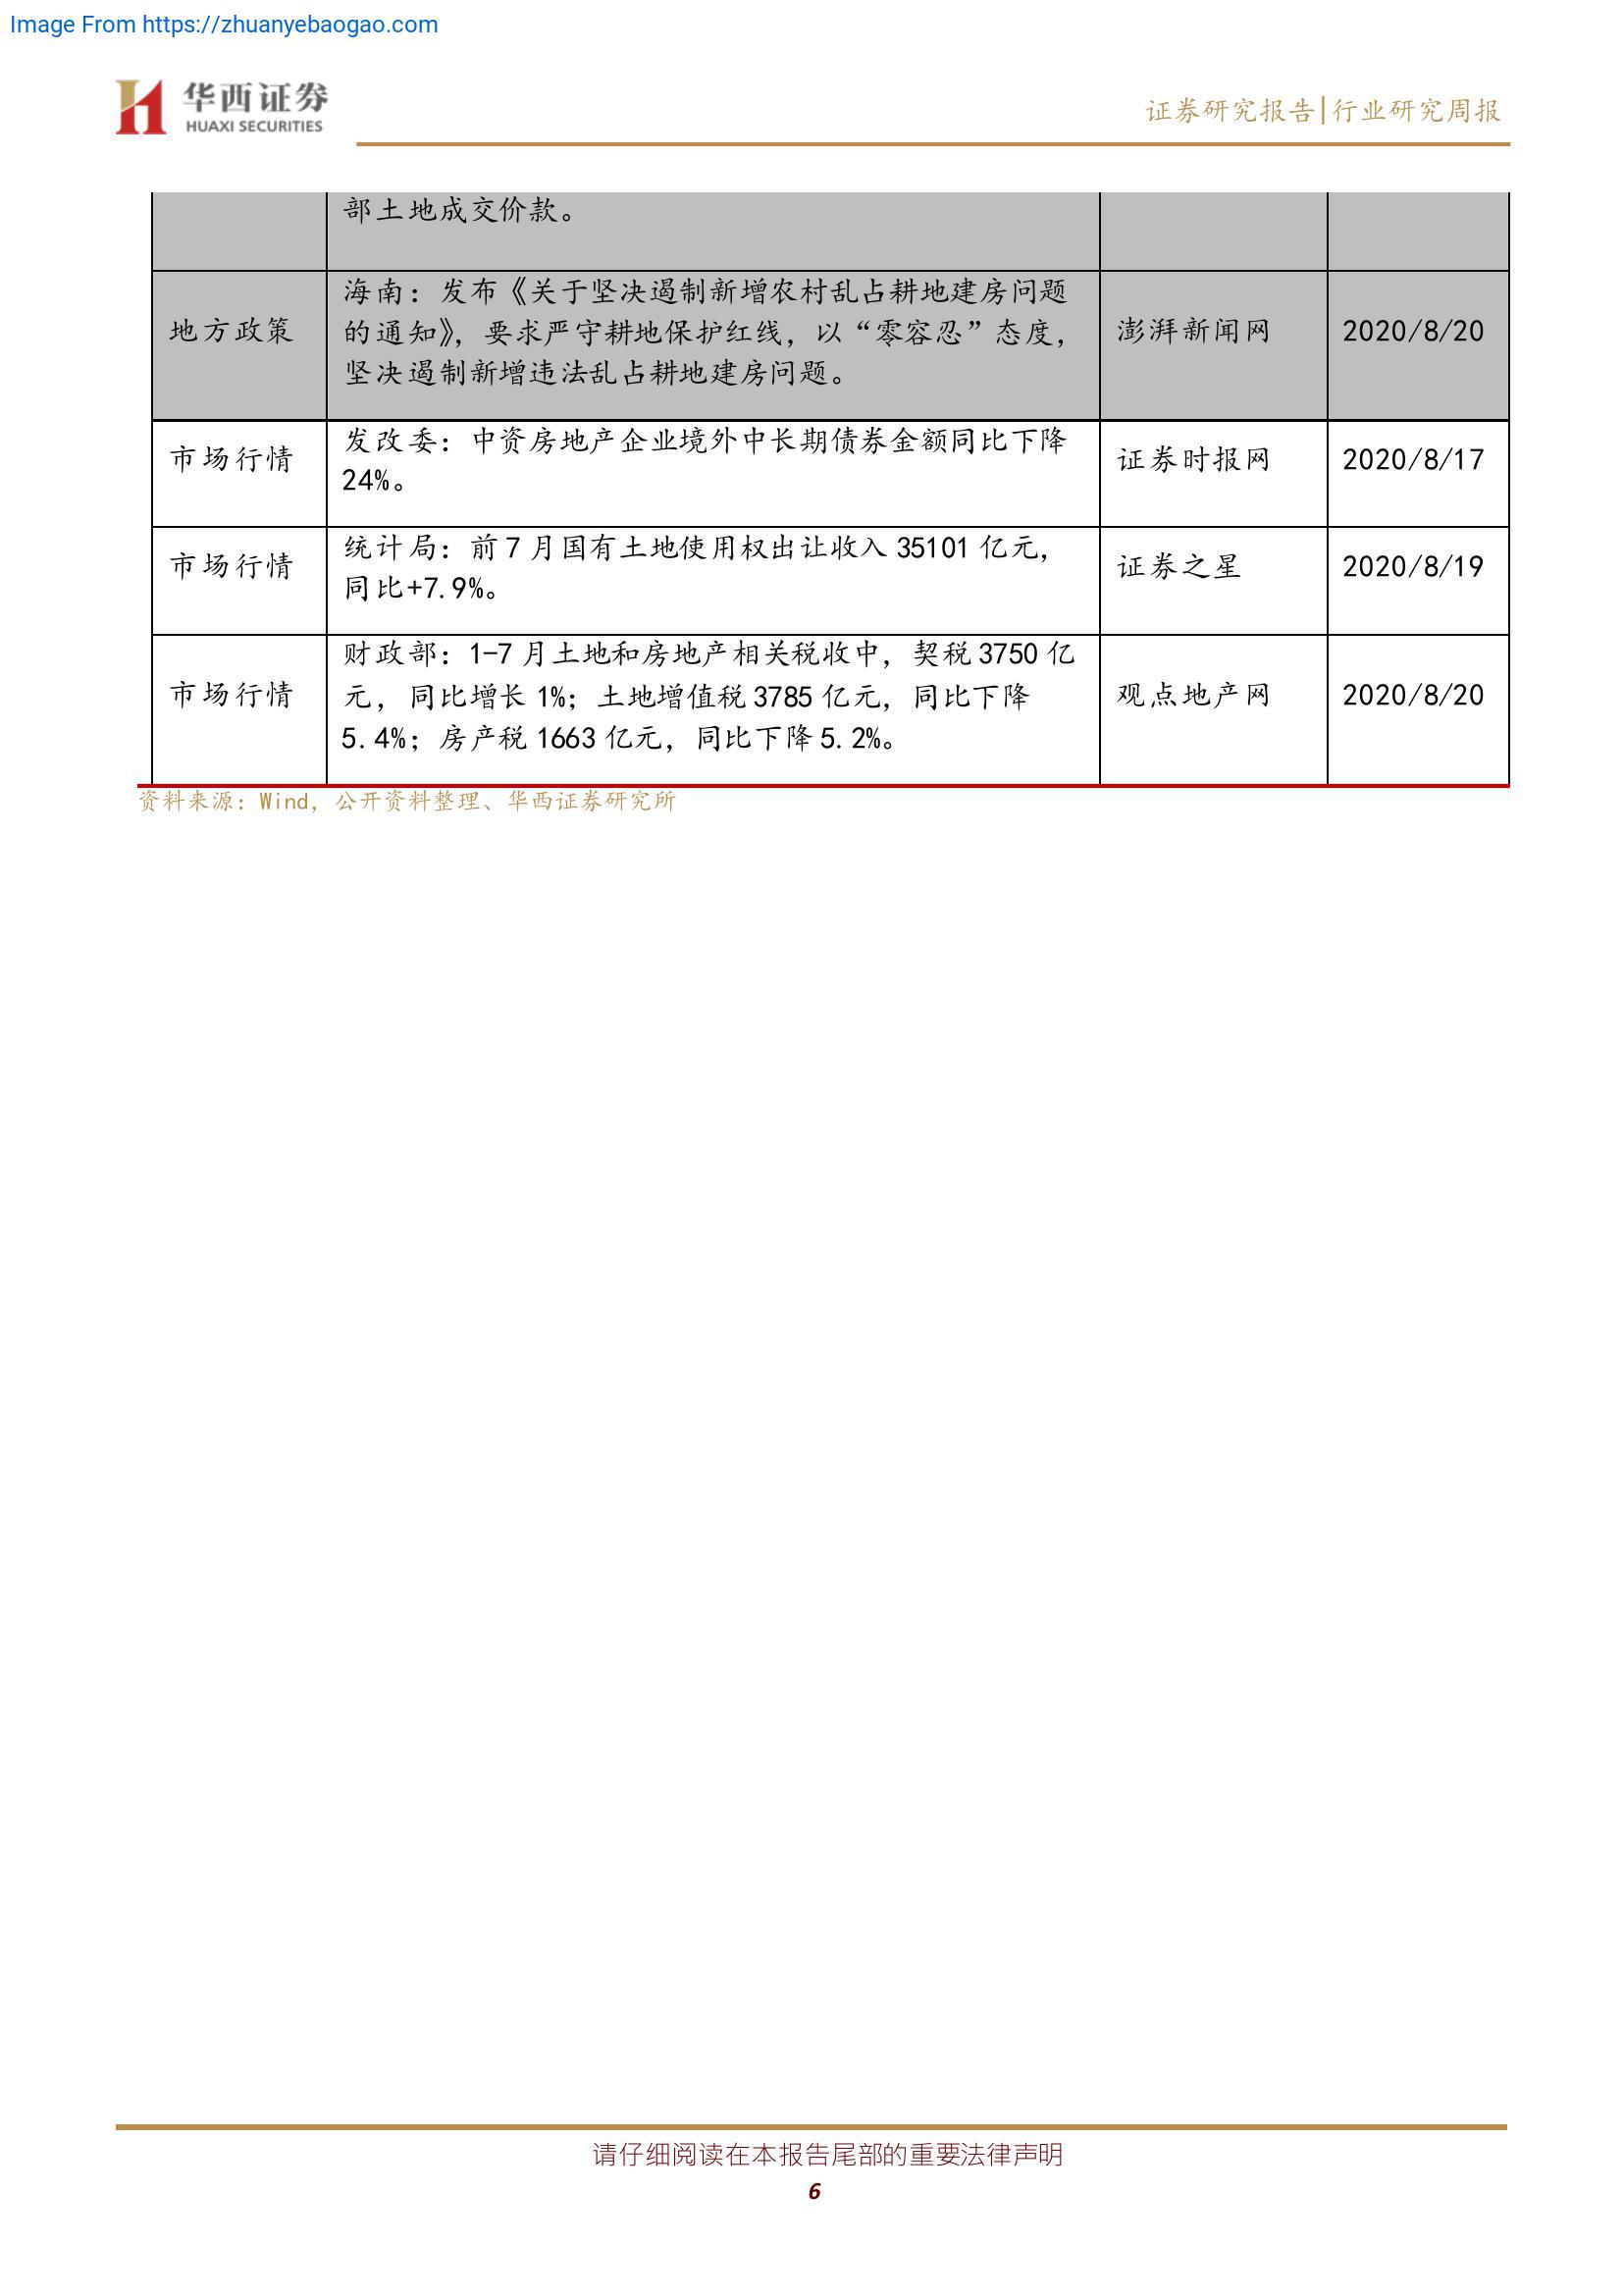 Image From https://zhuanyebaogao.com
华西证券
HUAXI SECURITIES
证券研究报告|行业研究周报
部土地成交价款。
地方政策
海南：发布《关于坚决遏制新增农村乱占耕地建房问题
的通知》，要求严守耕地保护红线，以“零容忍”态度，
坚决遏制新增违法乱占耕地建房问题。
澎湃新闻网
2020/8/20
市场行情
发改委：中资房地产企业境外中长期债券金额同比下降
24%。
证券时报网
2020/8/17
市场行情
统计局：前 7 月国有土地使用权出让收入 35101 亿元，
同比+7.9%。
证券之星
2020/8/19
市场行情
财政部：1-7 月土地和房地产相关税收中，契税 3750 亿
元，同比增长 1%；土地增值税 3785 亿元，同比下降
5.4%；房产税 1663 亿元，同比下降 5.2%。
观点地产网
2020/8/20
资料来源：Wind，公开资料整理、华西证券研究所
请仔细阅读在本报告尾部的重要法律声明
6